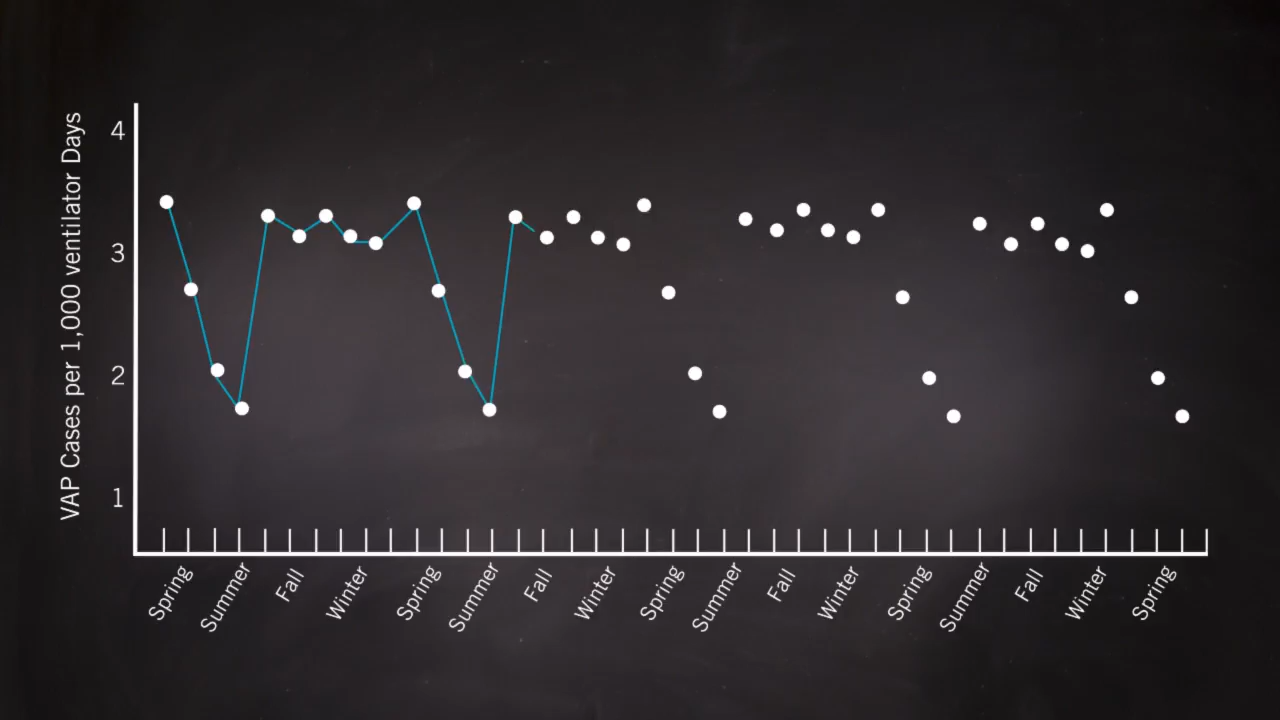 VAP Cases per 1,000 ventilator Days
4
3
2
1
Spring
Summer
Fall
Winter
Spring
Summer
Fall
Winter
Spring
Summer
Fall
Winter
Spring
Summer
Fall
Winter
Spring